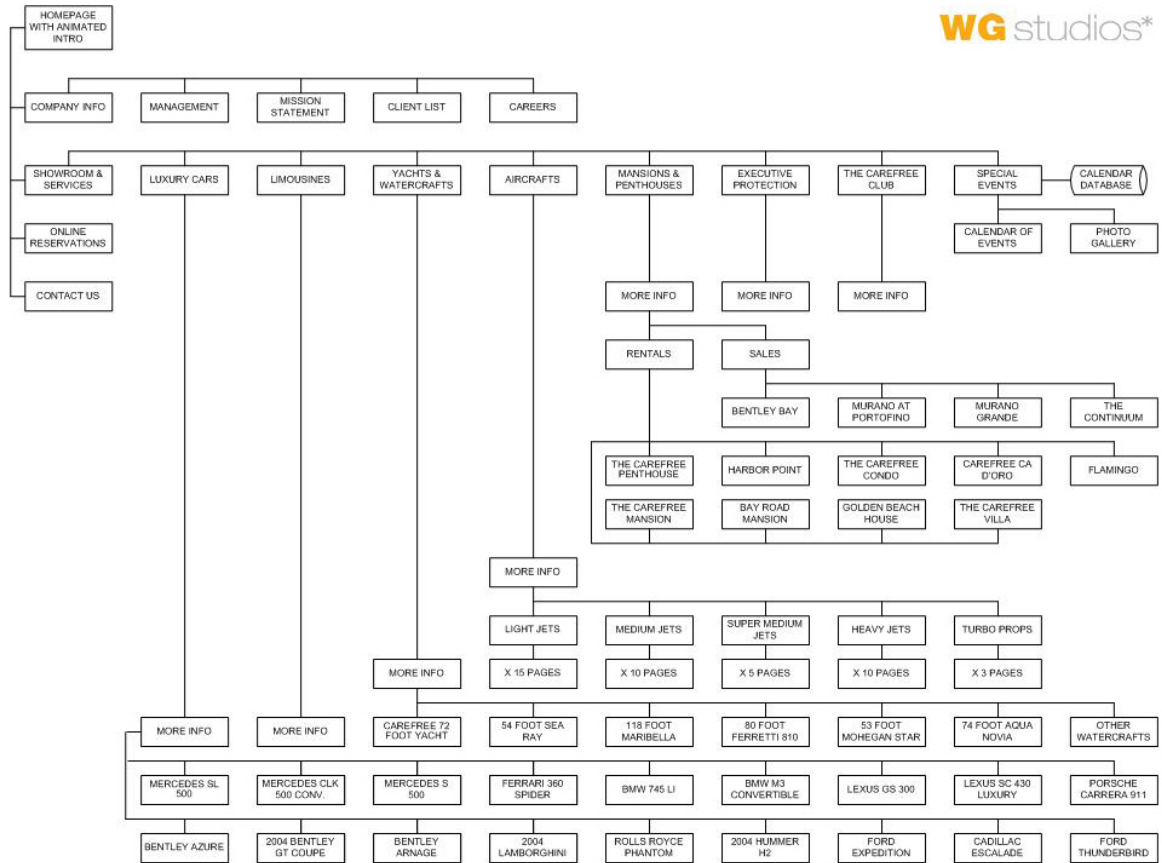 HOMEPAGE
WITH ANIMATED
INTRO
WG studios*
COMPANY INFO
MANAGEMENT
MISSION
STATEMENT
CLIENT LIST
CAREERS
SHOWROOM &
SERVICES
LUXURY CARS
LIMOUSINES
YACHTS &
WATERCRAFTS
AIRCRAFTS
MANSIONS &
PENTHOUSES
EXECUTIVE
PROTECTION
THE CAREFREE
CLUB
SPECIAL
EVENTS
CALENDAR
DATABASE
ONLINE
RESERVATIONS
CALENDAR OF
EVENTS
PHOTO
GALLERY
CONTACT US
MORE INFO
MORE INFO
MORE INFO
RENTALS
SALES
BENTLEY BAY
MURANO AT
PORTOFINO
MURANO
GRANDE
THE
CONTINUUM
THE CAREFREE
PENTHOUSE
HARBOR POINT
THE CAREFREE
CONDO
CAREFREE CA
D'ORO
FLAMINGO
THE CAREFREE
MANSION
BAY ROAD
MANSION
GOLDEN BEACH
HOUSE
THE CAREFREE
VILLA
MORE INFO
LIGHT JETS
MEDIUM JETS
SUPER MEDIUM
JETS
HEAVY JETS
TURBO PROPS
MORE INFO
X 15 PAGES
X 10 PAGES
X 5 PAGES
X 10 PAGES
X 3 PAGES
MORE INFO
MORE INFO
CAREFREE 72
FOOT YACHT
54 FOOT SEA
RAY
118 FOOT
MARIBELLA
80 FOOT
FERRETTI 810
53 FOOT
MOHEGAN STAR
74 FOOT AQUA
NOVIA
OTHER
WATERCRAFTS
MERCEDES SL
500
MERCEDES CLK
500 CONV.
MERCEDES S
500
FERRARI 360
SPIDER
BMW 745 LI
BMW M3
CONVERTIBLE
LEXUS GS 300
LEXUS SC 430
LUXURY
PORSCHE
CARRERA 911
BENTLEY AZURE
2004 BENTLEY
GT COUPE
BENTLEY
ARNAGE
2004
LAMBORGHINI
ROLLS ROYCE
PHANTOM
2004 HUMMER
H2
FORD
EXPEDITION
CADILLAC
ESCALADE
FORD
THUNDERBIRD